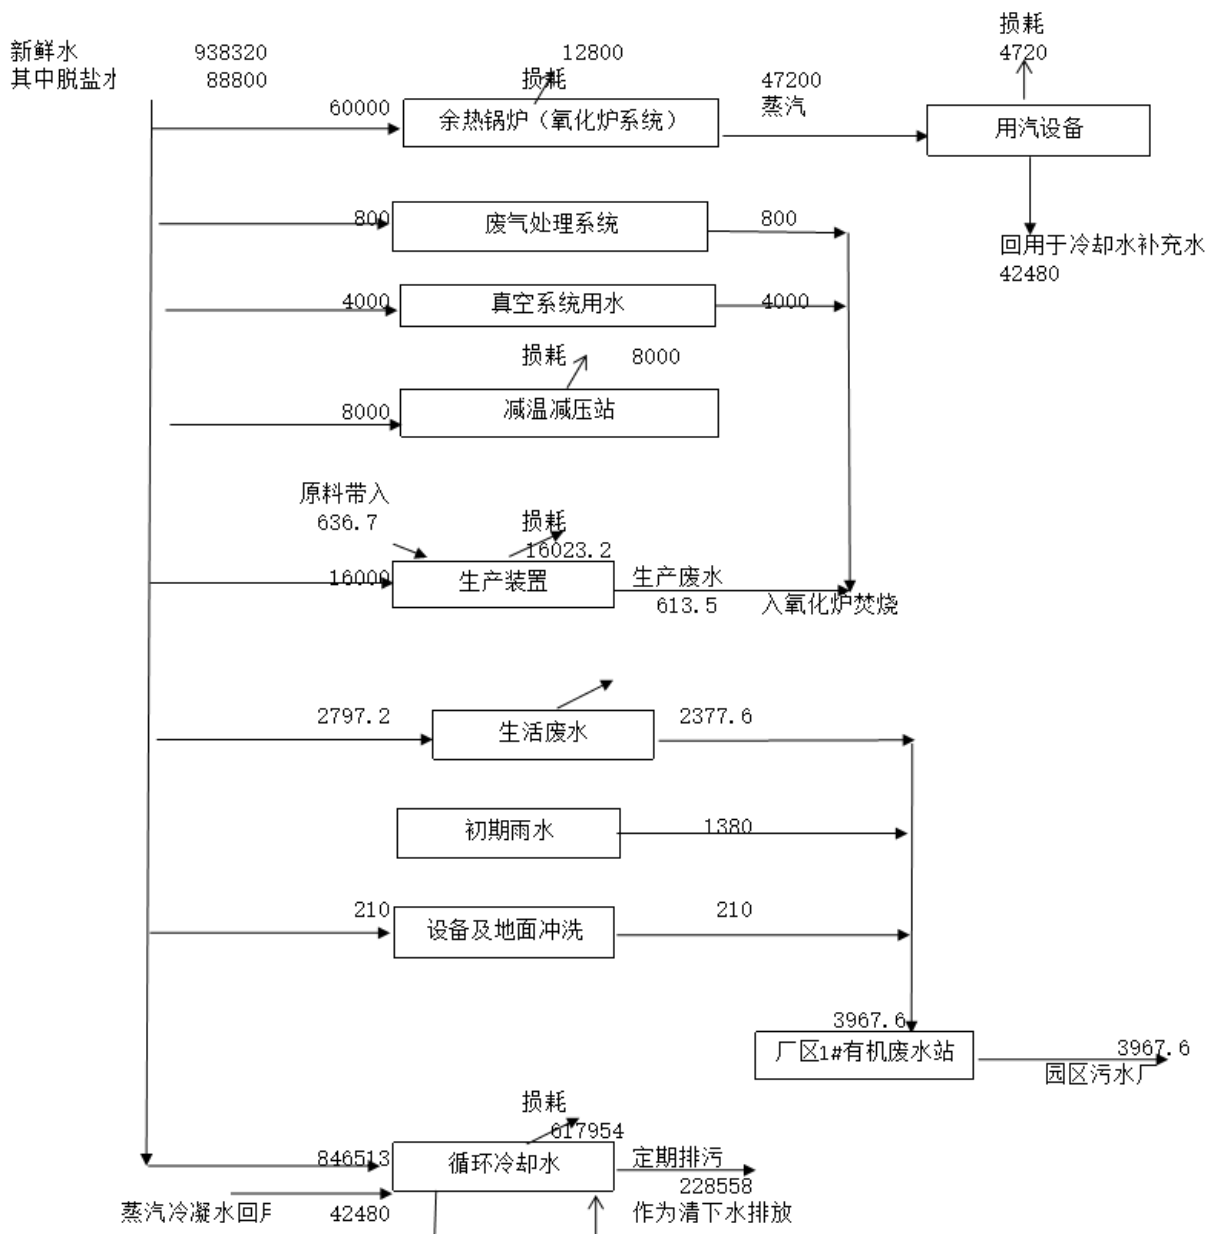 损耗
新鲜水 938320 12800 4720
其中脱盐水 88800 损耗 47200
60000 余热锅炉（氧化炉系统） 蒸汽 用汽设备
800 废气处理系统 800
回用于冷却水补充水
42480
4000 真空系统用水 4000
损耗 8000
8000 减温减压站
原料带入
636.7 损耗
16023.2
16000 生产装置 生产废水
613.5 入氧化炉焚烧
2797.2 生活废水 2377.6
初期雨水 1380
210 设备及地面冲洗 210
3967.6
厂区1#有机废水站 3967.6
园区污水厂
损耗
617954
846513 循环冷却水 定期排污
228558
蒸汽冷凝水回用 42480 作为清下水排放